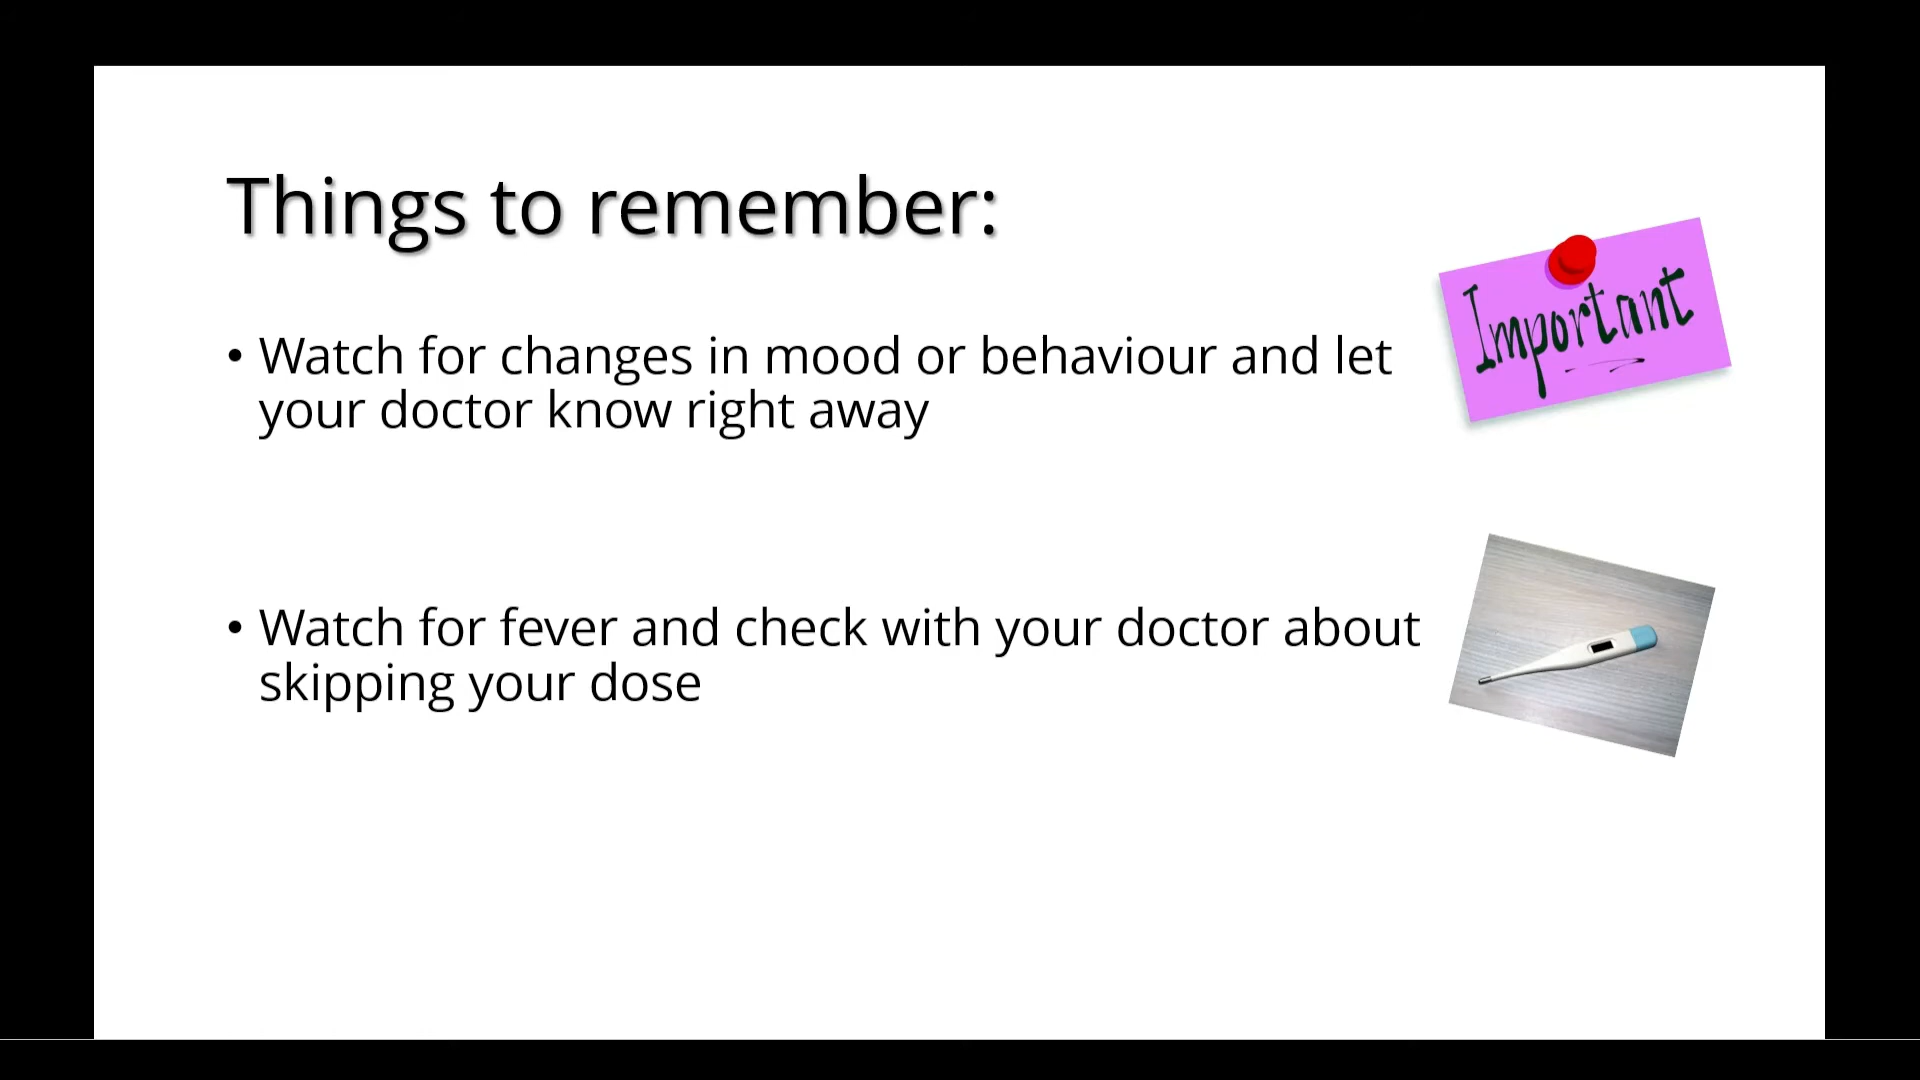 Things to remember:
• Watch for changes in mood or behaviour and let
your doctor know right away
Important
• Watch for fever and check with your doctor about
skipping your dose